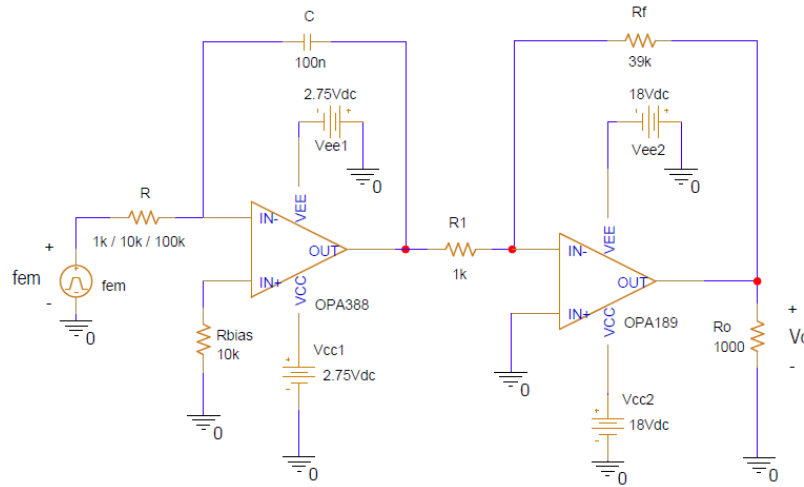 C
100n
Rf
39k
2.75Vdc
Vee1
0
18Vdc
Vee2
0
R
1k / 10k / 100k
VEE
IN-
OUT
IN+
VCC
OPA388
R1
1k
VEE
IN-
OUT
IN+
VCC
OPA189
+
fem
-
fem
0
Rbias
10k
0
Vcc1
2.75Vdc
0
0
Vcc2
18Vdc
0
Ro
1000
+
-
0